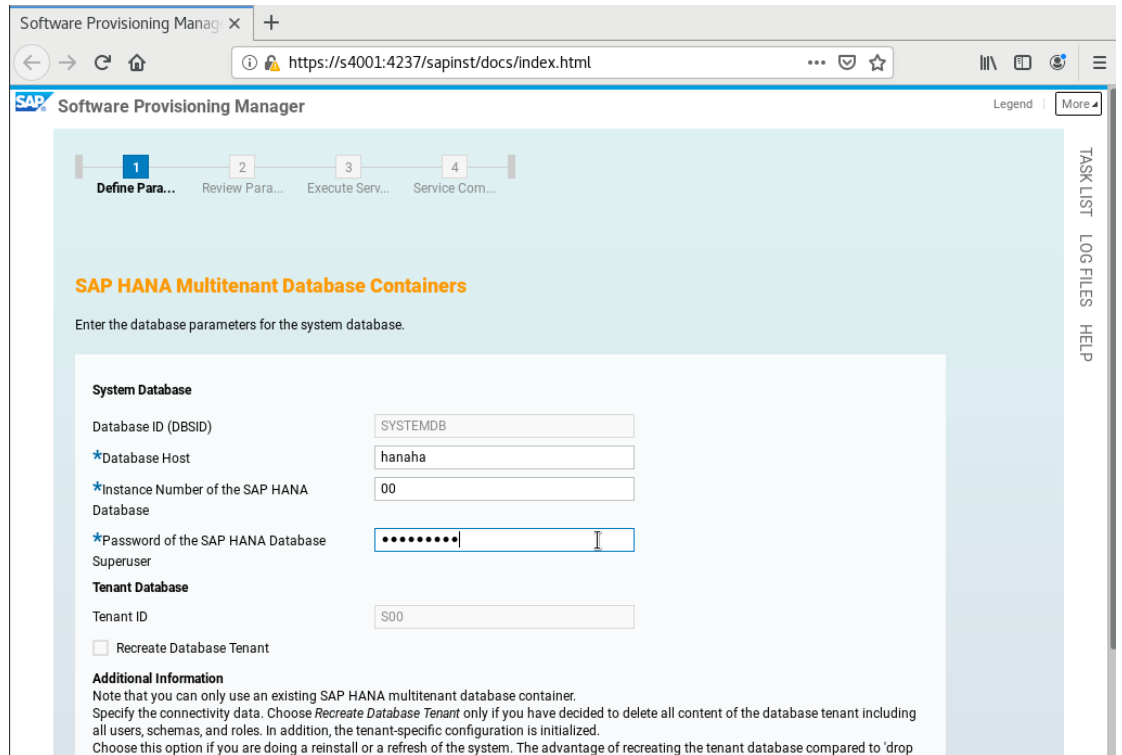 Software Provisioning Manag
https://s4001:4237/sapinst/docs/index.html
SAP Software Provisioning Manager
Legend
More
1
2
3
4
Define Para...
Review Para...
Execute Serv...
Service Com...
TASK LIST
LOG FILES
HELP
SAP HANA Multitenant Database Containers
Enter the database parameters for the system database.
System Database
Database ID (DBSID)
SYSTEMDB
*Database Host
hanaha
*Instance Number of the SAP HANA
Database
00
*Password of the SAP HANA Database
Superuser
•••••••••
Tenant Database
Tenant ID
S00
Recreate Database Tenant
Additional Information
Note that you can only use an existing SAP HANA multitenant database container.
Specify the connectivity data. Choose Recreate Database Tenant only if you have decided to delete all content of the database tenant including
all users, schemas, and roles. In addition, the tenant-specific configuration is initialized.
Choose this option if you are doing a reinstall or a refresh of the system. The advantage of recreating the tenant database compared to 'drop